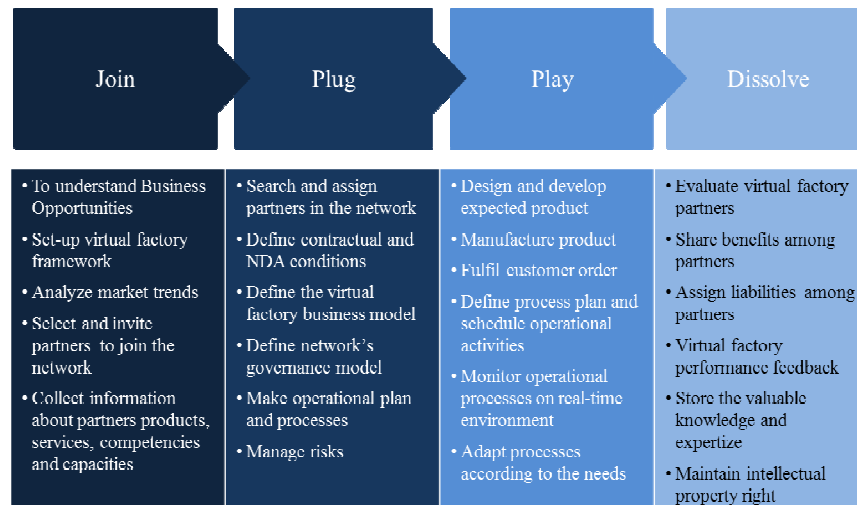 Join
Plug
Play
Dissolve
• To understand Business
Opportunities
• Set-up virtual factory
framework
• Analyze market trends
• Select and invite
partners to join the
network
• Collect information
about partners products,
services, competencies
and capacities
• Search and assign
partners in the network
• Define contractual and
NDA conditions
• Define the virtual
factory business model
• Define network's
governance model
• Make operational plan
and processes
• Manage risks
• Design and develop
expected product
• Manufacture product
• Fulfil customer order
• Define process plan and
schedule operational
activities
• Monitor operational
processes on real-time
environment
• Adapt processes
according to the needs
• Evaluate virtual factory
partners
• Share benefits among
partners
• Assign liabilities among
partners
• Virtual factory
performance feedback
• Store the valuable
knowledge and
expertize
• Maintain intellectual
property right